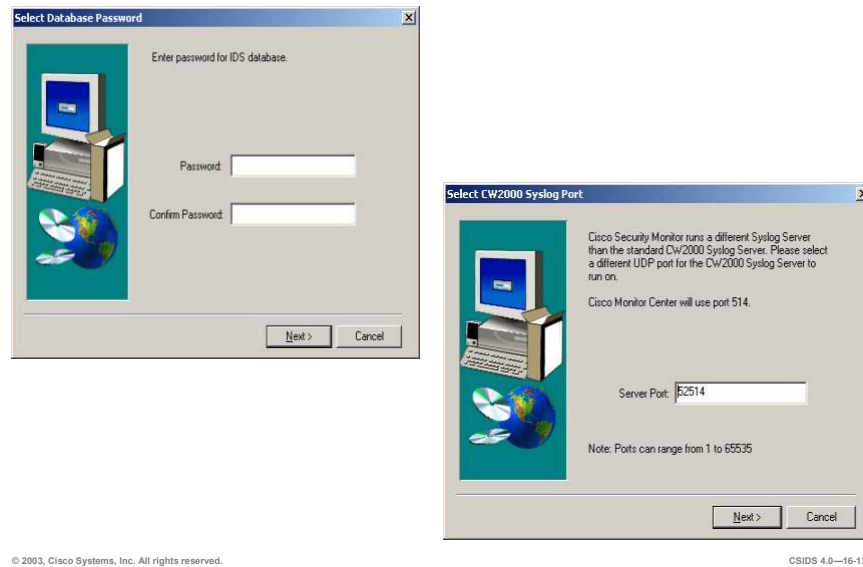 Select Database Password
Enter password for IDS database.
Password:
Confirm Password:
Next >
Cancel
Select CW2000 Syslog Port
Cisco Security Monitor runs a different Syslog Server
than the standard CW2000 Syslog Server. Please select
a different UDP port for the CW2000 Syslog Server to
run on.
Cisco Monitor Center will use port 514.
Server Port:
52514
Note: Ports can range from 1 to 65535
Next >
Cancel
© 2003, Cisco Systems, Inc. All rights reserved.
CSIDS 4.0—16-